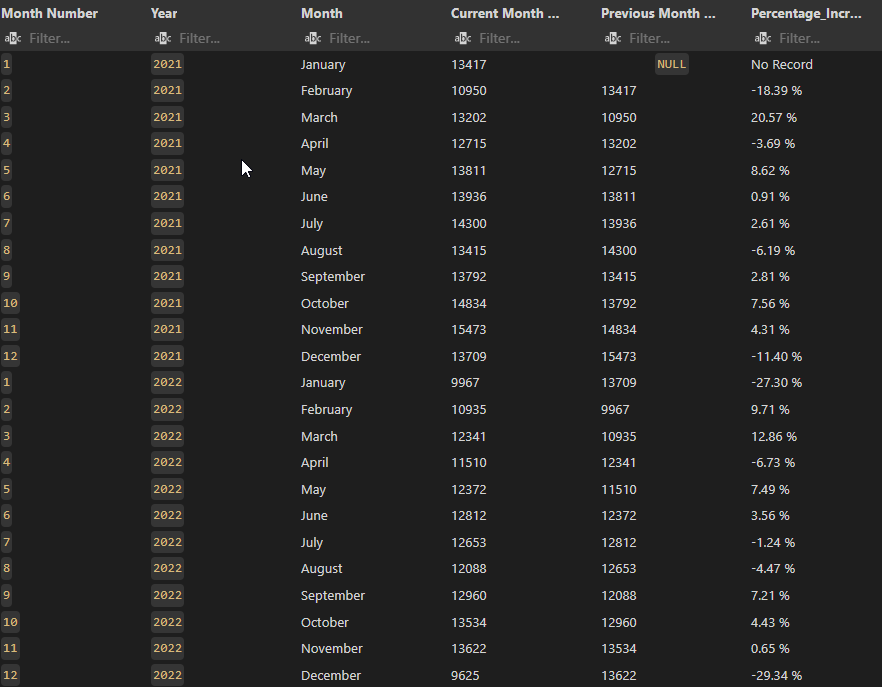 Month Number Year Month Current Month ... Previous Month ... Percentage_Incr...
abc Filter... abc Filter... abc Filter... abc Filter... abc Filter... abc Filter...
1 2021 January 13417 NULL No Record
2 2021 February 10950 13417 -18.39 %
3 2021 March 13202 10950 20.57 %
4 2021 April 12715 13202 -3.69 %
5 2021 May 13811 12715 8.62 %
6 2021 June 13936 13811 0.91 %
7 2021 July 14300 13936 2.61 %
8 2021 August 13415 14300 -6.19 %
9 2021 September 13792 13415 2.81 %
10 2021 October 14834 13792 7.56 %
11 2021 November 15473 14834 4.31 %
12 2021 December 13709 15473 -11.40 %
1 2022 January 9967 13709 -27.30 %
2 2022 February 10935 9967 9.71 %
3 2022 March 12341 10935 12.86 %
4 2022 April 11510 12341 -6.73 %
5 2022 May 12372 11510 7.49 %
6 2022 June 12812 12372 3.56 %
7 2022 July 12653 12812 -1.24 %
8 2022 August 12088 12653 -4.47 %
9 2022 September 12960 12088 7.21 %
10 2022 October 13534 12960 4.43 %
11 2022 November 13622 13534 0.65 %
12 2022 December 9625 13622 -29.34 %